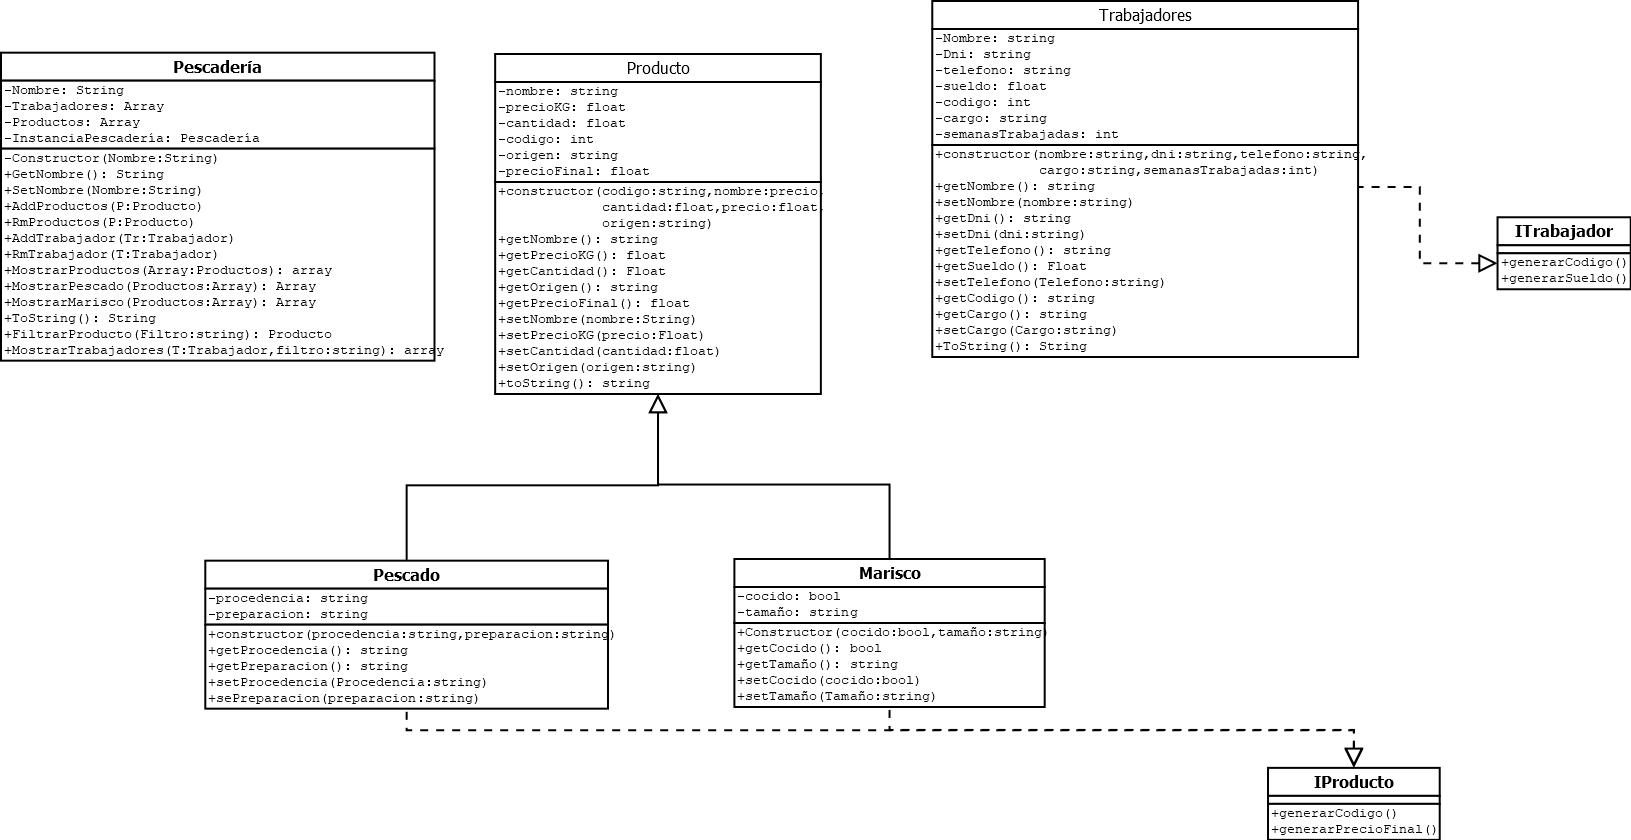 Pescadería
-Nombre: String
-Trabajadores: Array
-Productos: Array
-InstanciaPescadería: Pescadería
-Constructor(Nombre:String)
+GetNombre(): String
+SetNombre(Nombre:String)
+AddProductos(P:Producto)
+RmProductos(P:Producto)
+AddTrabajador(Tr:Trabajador)
+RmTrabajador(T:Trabajador)
+MostrarProductos(Array:Productos): array
+MostrarPescado(Productos:Array): Array
+MostrarMarisco(Productos:Array): Array
+ToString(): String
+FiltrarProducto(Filtro:string): Producto
+MostrarTrabajadores(T:Trabajador,filtro:string): array
Producto
-nombre: string
-precioKG: float
-cantidad: float
-codigo: int
-origen: string
-precioFinal: float
+constructor(codigo:string,nombre:precio,
cantidad:float,precio:float,
origen:string)
+getNombre(): string
+getPrecioKG(): float
+getCantidad(): Float
+getOrigen(): string
+getPrecioFinal(): float
+setNombre(nombre:String)
+setPrecioKG(precio:Float)
+setCantidad(cantidad:float)
+setOrigen(origen:string)
+toString(): string
Trabajadores
-Nombre: string
-Dni: string
-telefono: string
-sueldo: float
-codigo: int
-cargo: string
-semanasTrabajadas: int
+constructor(nombre:string,dni:string,telefono:string,
cargo:string,semanasTrabajadas:int)
+getNombre(): string
+setNombre(nombre:string)
+getDni(): string
+setDni(dni:string)
+getTelefono(): string
+getSueldo(): Float
+setTelefono(Telefono:string)
+getCodigo(): string
+getCargo(): string
+setCargo(Cargo:string)
+ToString(): String
ITrabajador
+generarCodigo()
+generarSueldo()
Pescado
-procedencia: string
-preparacion: string
+constructor(procedencia:string,preparacion:string)
+getProcedencia(): string
+getPreparacion(): string
+setProcedencia(Procedencia:string)
+sePreparacion(preparacion:string)
Marisco
-cocido: bool
-tamaño: string
+Constructor(cocido:bool,tamaño:string)
+getCocido(): bool
+getTamaño(): string
+setCocido(cocido:bool)
+setTamaño(Tamaño:string)
IProducto
+generarCodigo()
+generarPrecioFinal()